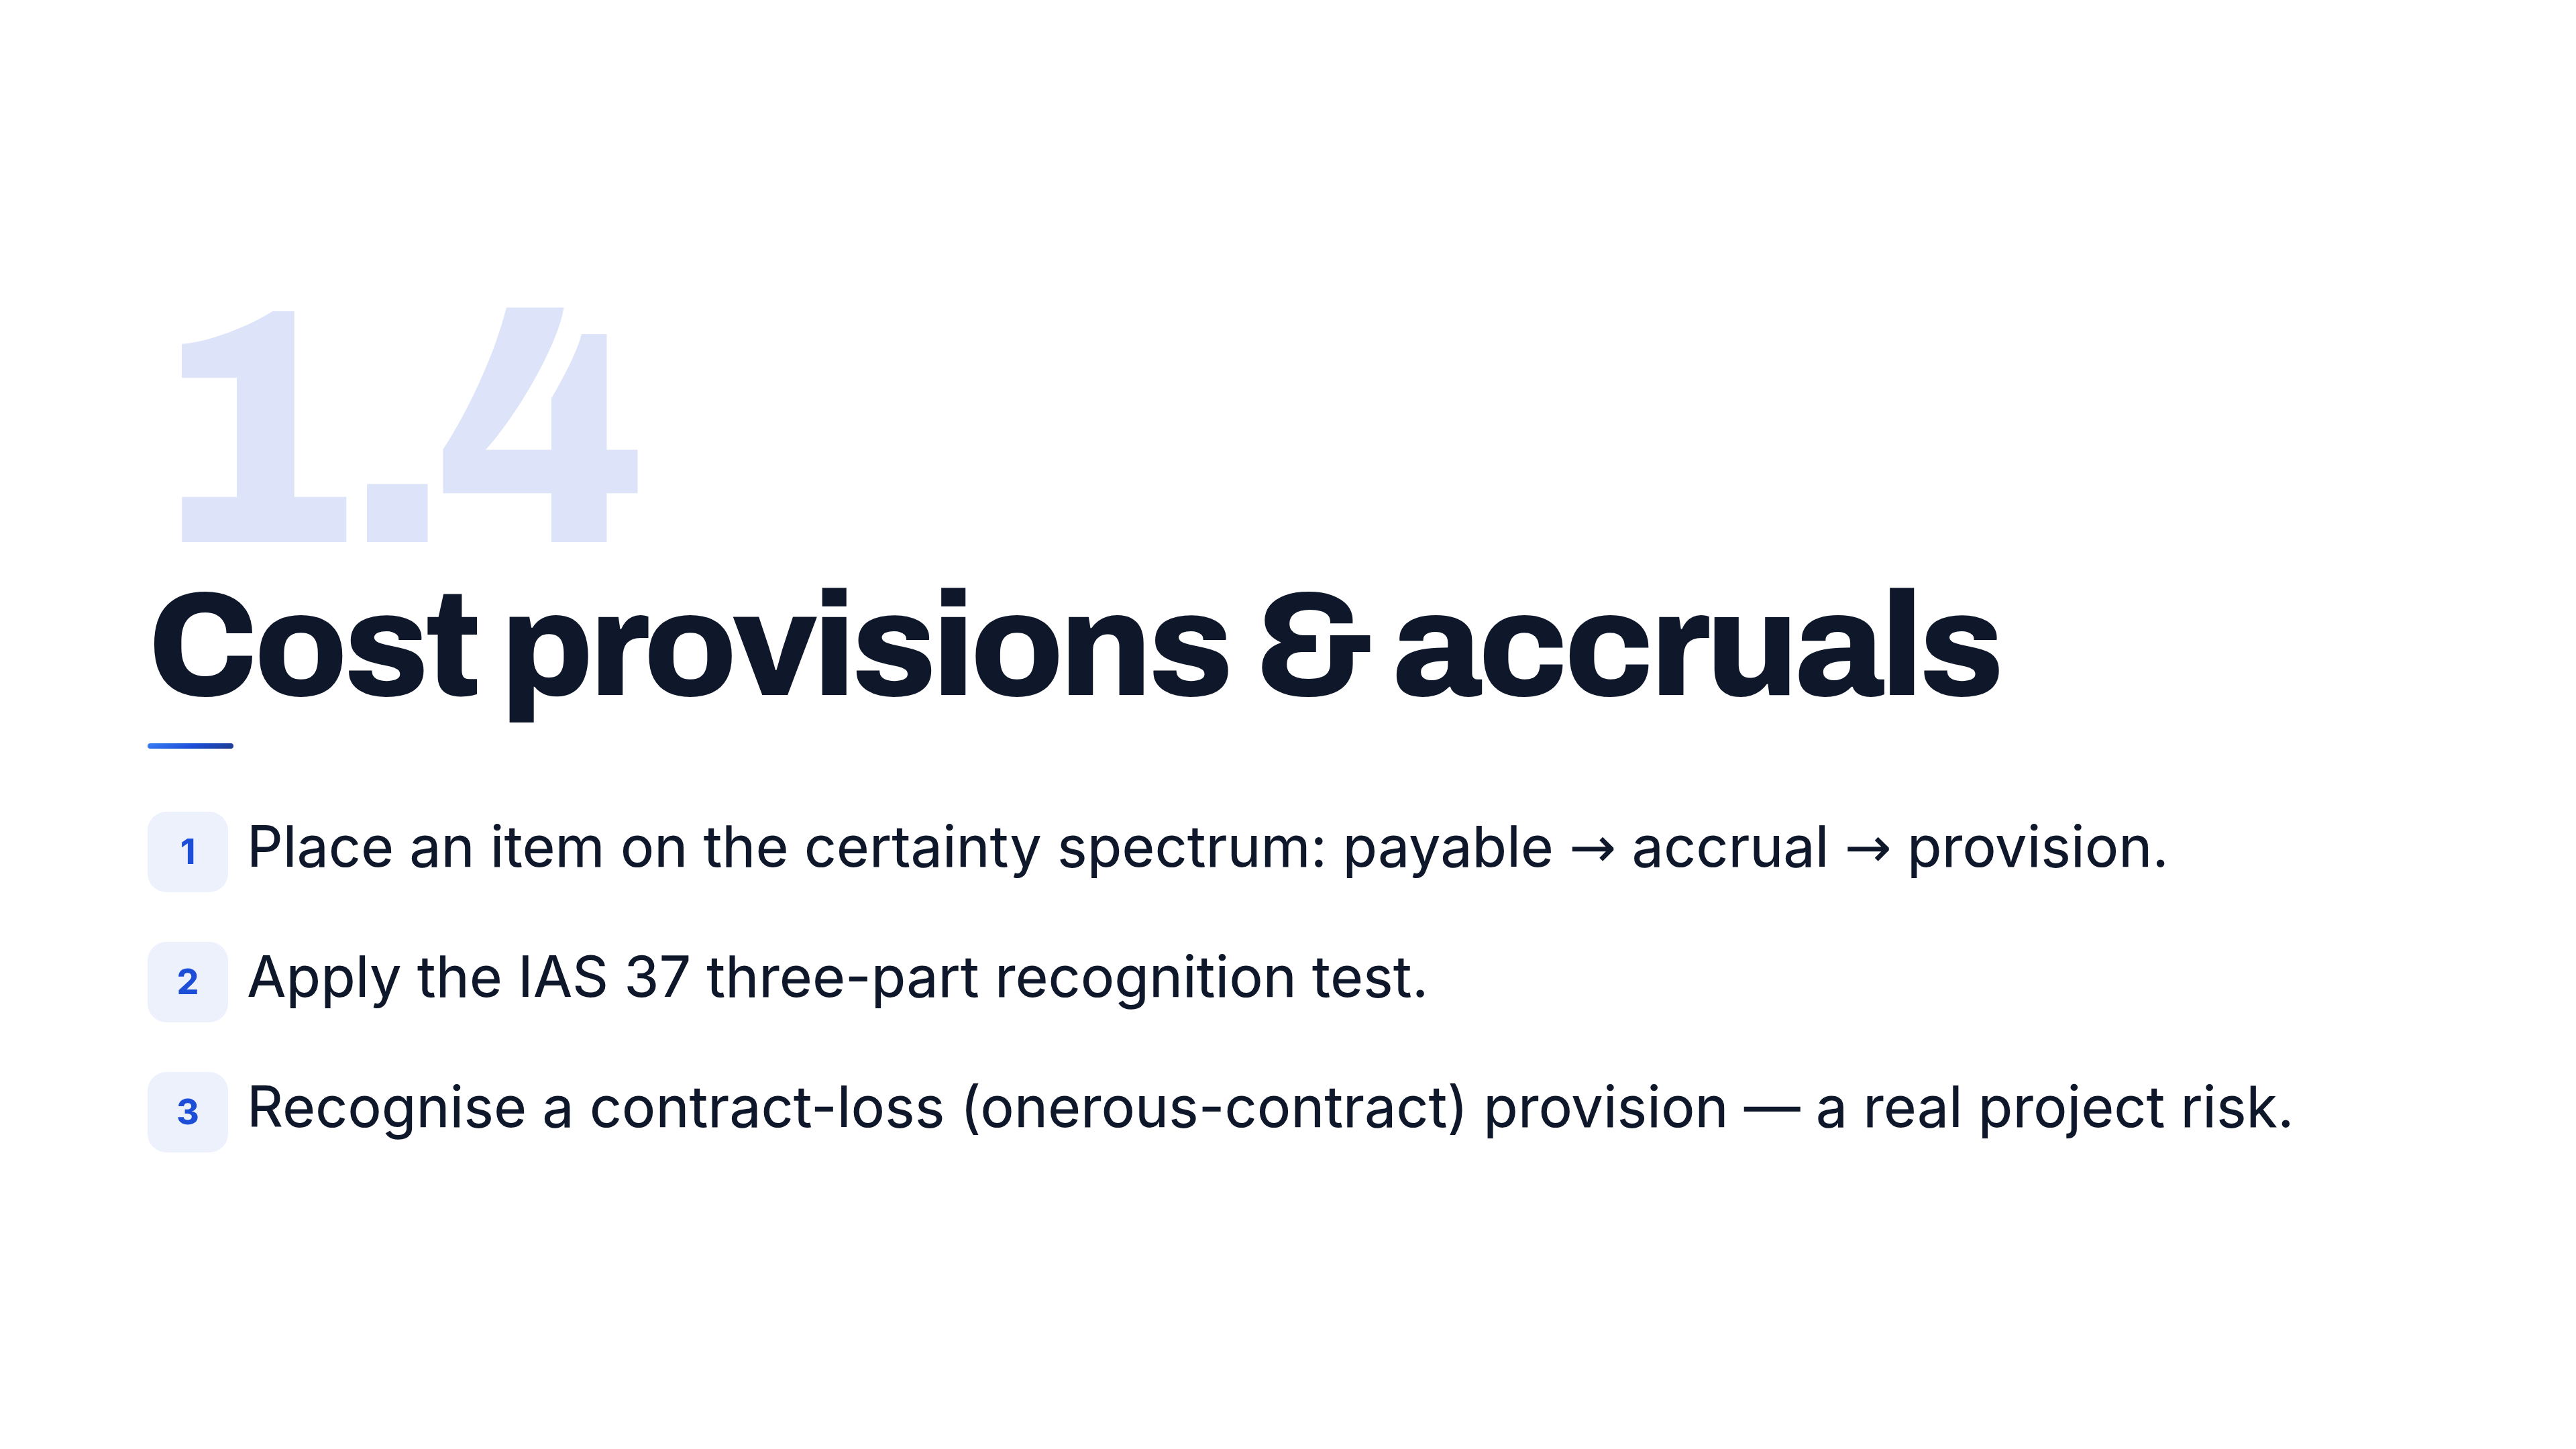 1.4
Cost provisions & accruals
1 Place an item on the certainty spectrum: payable → accrual → provision.
2 Apply the IAS 37 three-part recognition test.
3 Recognise a contract-loss (onerous-contract) provision — a real project risk.